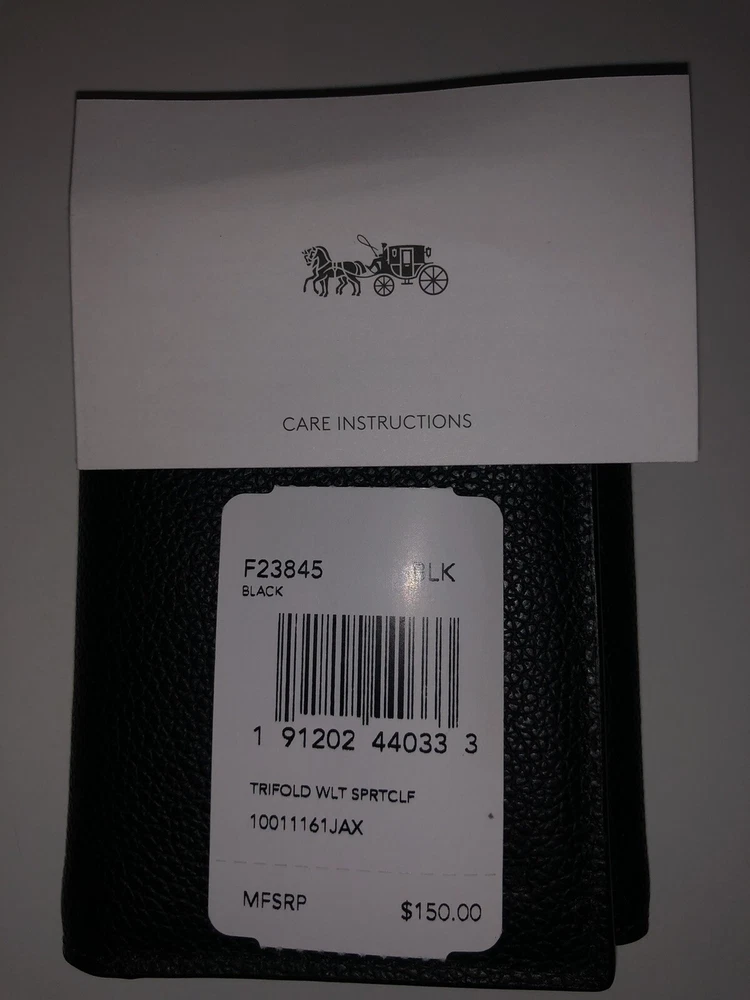 CARE INSTRUCTIONS
F23845 BLK
BLACK
1 91202 44033 3
TRIFOLD WLT SPRTCLF
10011161JAX
MFSRP $150.00